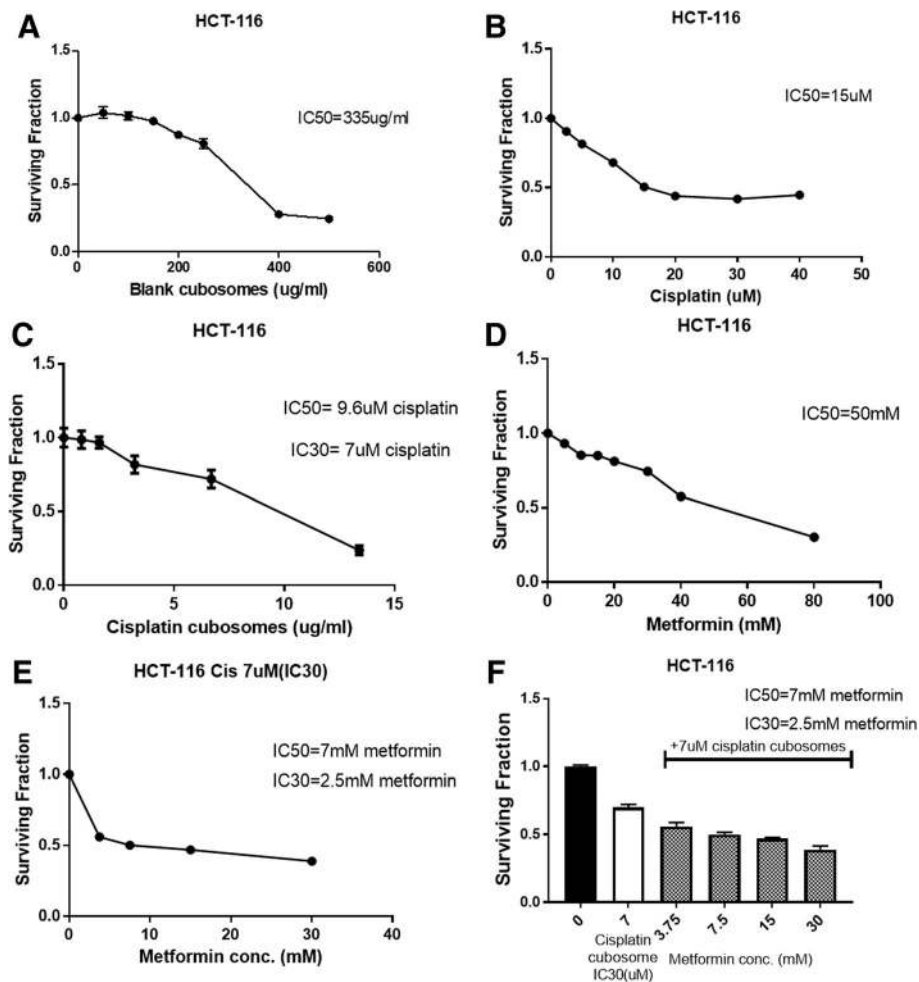 A
HCT-116
IC50=335ug/ml
Surviving Fraction
1.5
1.0
0.5
0.0
0
200
400
600
Blank cubosomes (ug/ml)
B
HCT-116
IC50=15uM
Surviving Fraction
1.5
1.0
0.5
0.0
0
10
20
30
40
50
Cisplatin (uM)
C
HCT-116
IC50= 9.6uM cisplatin
IC30= 7uM cisplatin
Surviving Fraction
1.5
1.0
0.5
0.0
0
5
10
15
Cisplatin cubosomes (ug/ml)
D
HCT-116
IC50=50mM
Surviving Fraction
1.5
1.0
0.5
0.0
0
20
40
60
80
100
Metformin (mM)
E
HCT-116 Cis 7uM(IC30)
IC50=7mM metformin
IC30=2.5mM metformin
Surviving Fraction
1.5
1.0
0.5
0.0
0
10
20
30
40
Metformin conc. (mM)
F
HCT-116
IC50=7mM metformin
IC30=2.5mM metformin
+7uM cisplatin cubosomes
Surviving Fraction
1.5
1.0
0.5
0.0
0
7
3.75
7.5
15
30
Cisplatin
cubosome
IC30(uM)
Metformin conc. (mM)